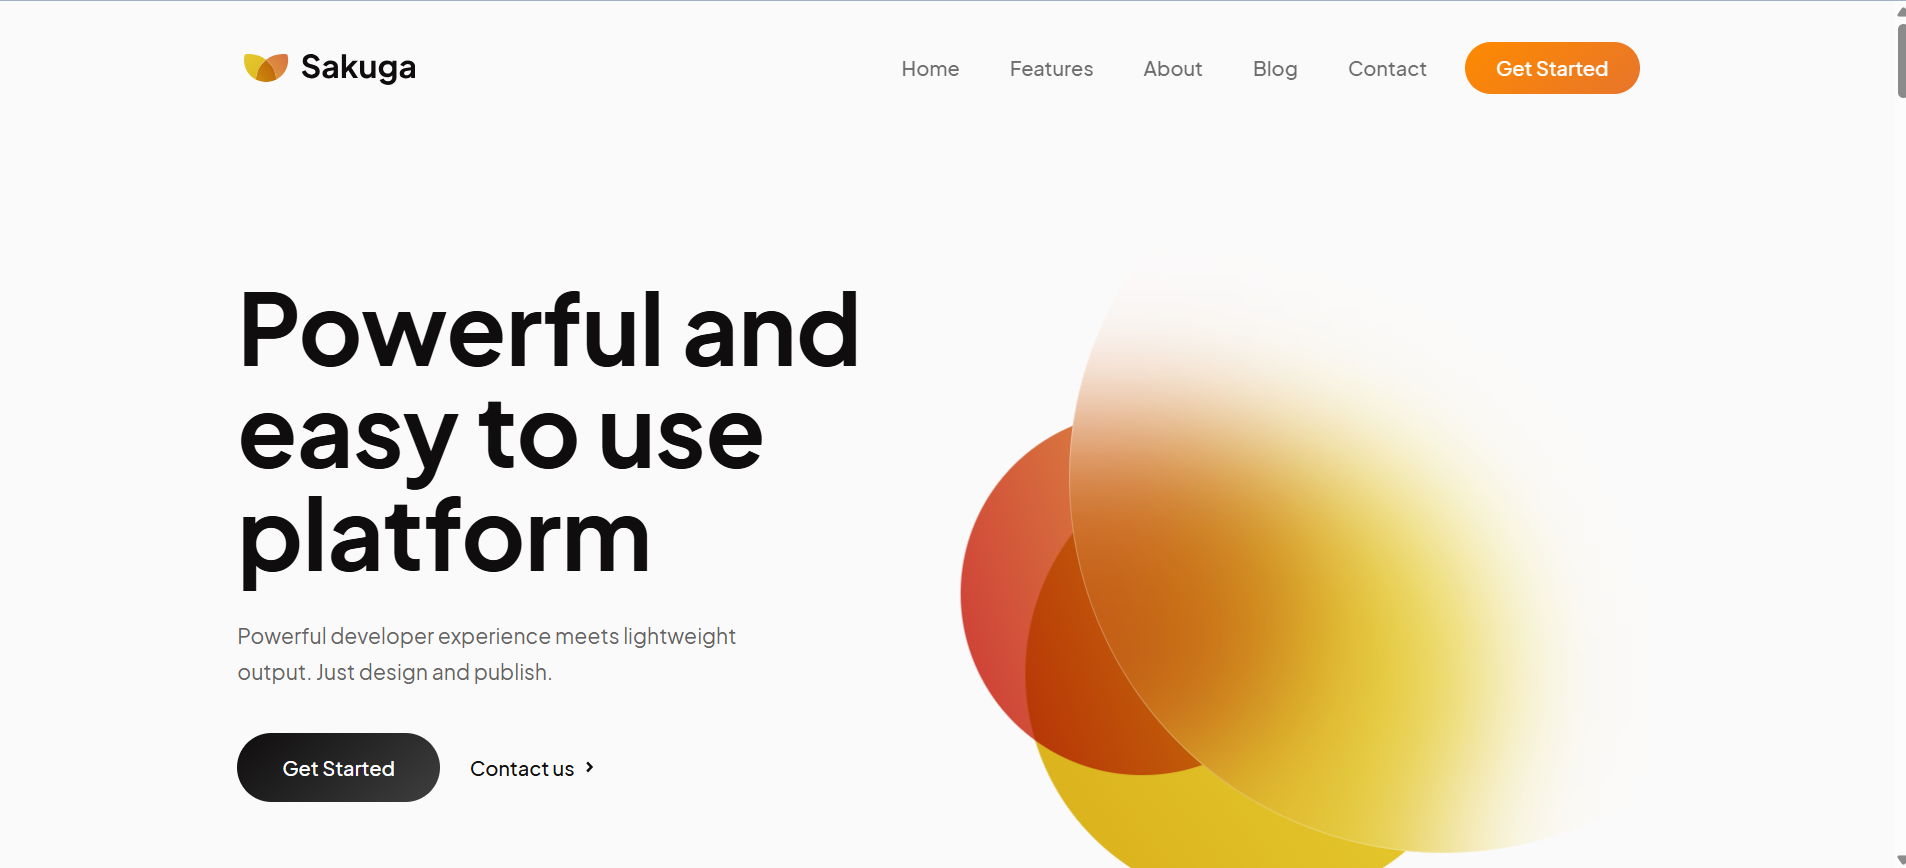 Sakuga
Home Features About Blog Contact Get Started
Powerful and
easy to use
platform
Powerful developer experience meets lightweight
output. Just design and publish.
Get Started Contact us